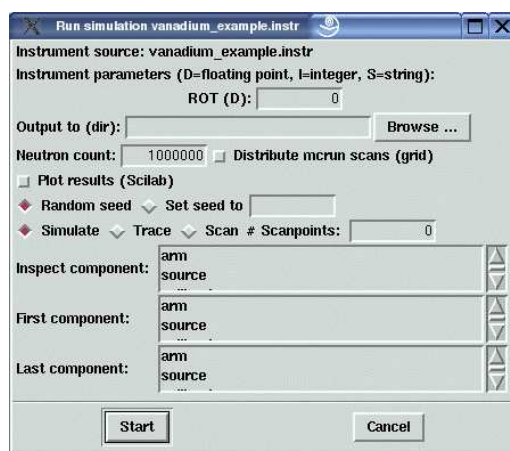 Run simulation vanadium_example.instr
Instrument source: vanadium_example.instr
Instrument parameters (D=floating point, I=integer, S=string):
ROT (D): 0
Output to (dir): Browse ...
Neutron count: 1000000 Distribute mcrun scans (grid)
Plot results (Scilab)
Random seed Set seed to
Simulate Trace Scan # Scanpoints: 0
Inspect component: arm
source
First component: arm
source
Last component: arm
source
Start Cancel